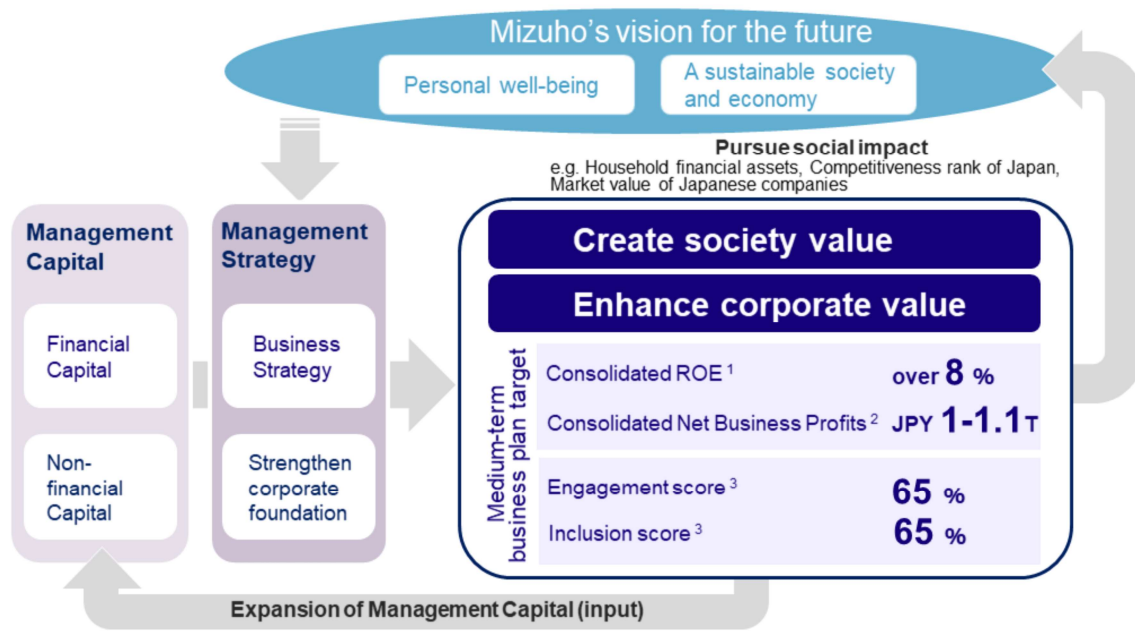 Mizuho's vision for the future
Personal well-being
A sustainable society
and economy
Pursue social impact
e.g. Household financial assets, Competitiveness rank of Japan,
Market value of Japanese companies
Management
Capital
Financial
Capital
Non-
financial
Capital
Management
Strategy
Business
Strategy
Strengthen
corporate
foundation
Create society value
Enhance corporate value
Medium-term
business plan target
Consolidated ROE 1 over 8 %
Consolidated Net Business Profits 2 JPY 1-1.1T
Engagement score 3 65 %
Inclusion score 3 65 %
Expansion of Management Capital (input)